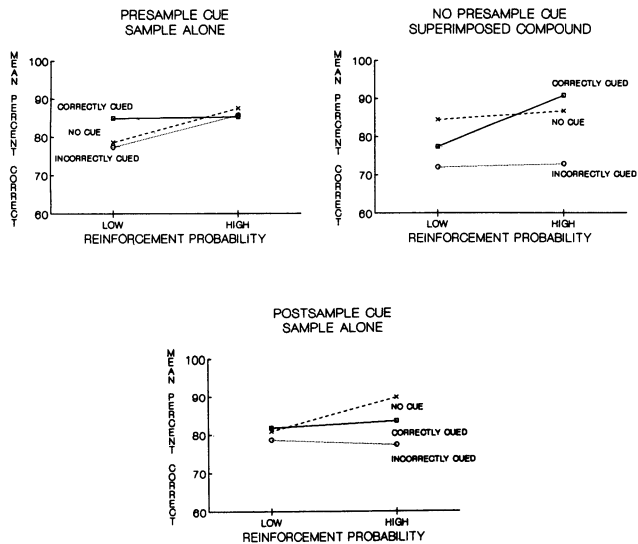 PRESAMPLE CUE
SAMPLE ALONE
MEAN PERCENT CORRECT
100
90
80
70
60
CORRECTLY CUED
NO CUE
INCORRECTLY CUED
LOW HIGH
REINFORCEMENT PROBABILITY
NO PRESAMPLE CUE
SUPERIMPOSED COMPOUND
MEAN PERCENT CORRECT
100
90
80
70
60
CORRECTLY CUED
NO CUE
INCORRECTLY CUED
LOW HIGH
REINFORCEMENT PROBABILITY
POSTSAMPLE CUE
SAMPLE ALONE
MEAN PERCENT CORRECT
100
90
80
70
60
NO CUE
CORRECTLY CUED
INCORRECTLY CUED
LOW HIGH
REINFORCEMENT PROBABILITY